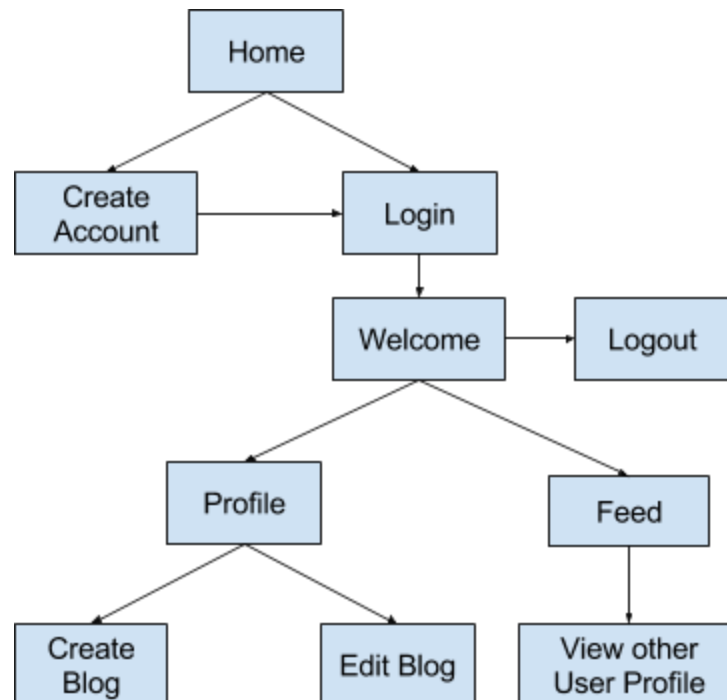 Home
Create
Account
Login
Welcome
Logout
Profile
Feed
Create
Blog
Edit Blog
View other
User Profile